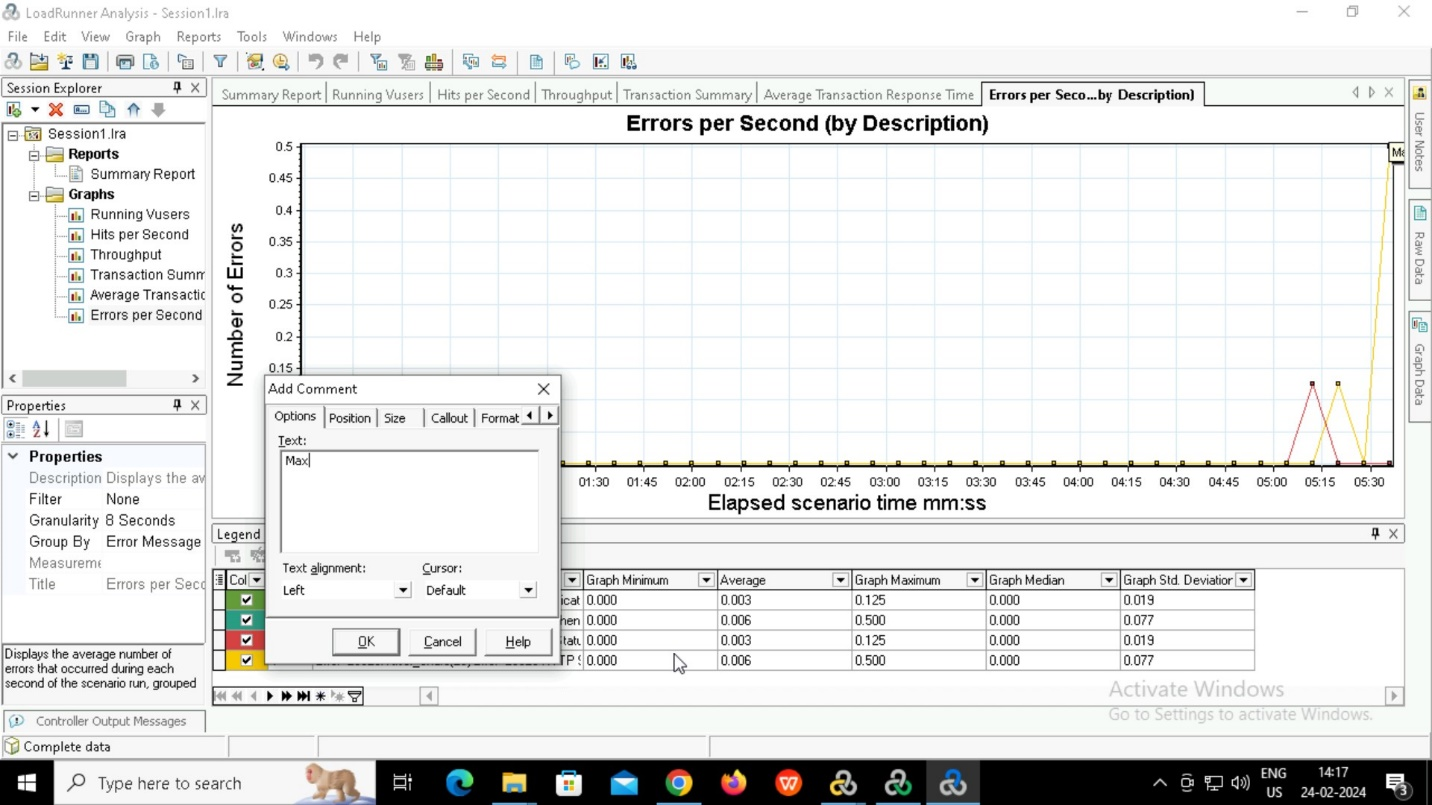 LoadRunner Analysis - Session1.lra
File Edit View Graph Reports Tools Windows Help
Session Explorer
Session1.lra
Reports
Summary Report
Graphs
Running Vusers
Hits per Second
Throughput
Transaction Summ
Average Transactic
Errors per Second
Summary Report Running Vusers Hits per Second Throughput Transaction Summary Average Transaction Response Time Errors per Seco...by Description)
Errors per Second (by Description)
Number of Errors
0.5
0.45
0.4
0.35
0.3
0.25
0.2
0.15
Ma
01:30 01:45 02:00 02:15 02:30 02:45 03:00 03:15 03:30 03:45 04:00 04:15 04:30 04:45 05:00 05:15 05:30
Elapsed scenario time mm:ss
User Notes
Raw Data
Graph Data
Add Comment
Options Position Size Callout Format
Text:
Max
Text alignment: Cursor:
Left Default
OK Cancel Help
Properties
Properties
Description Displays the av
Filter None
Granularity 8 Seconds
Group By Error Message
Measureme
Title Errors per Seco
Displays the average number of
errors that occurred during each
second of the scenario run, grouped
Controller Output Messages
Complete data
Legend
Col Graph Minimum Average Graph Maximum Graph Median Graph Std. Deviation
icat 0.000 0.003 0.125 0.000 0.019
hen 0.000 0.006 0.500 0.000 0.077
0.000 0.003 0.125 0.000 0.019
0.000 0.006 0.500 0.000 0.077
Activate Windows
Go to Settings to activate Windows.
Type here to search
ENG
US
14:17
24-02-2024
3